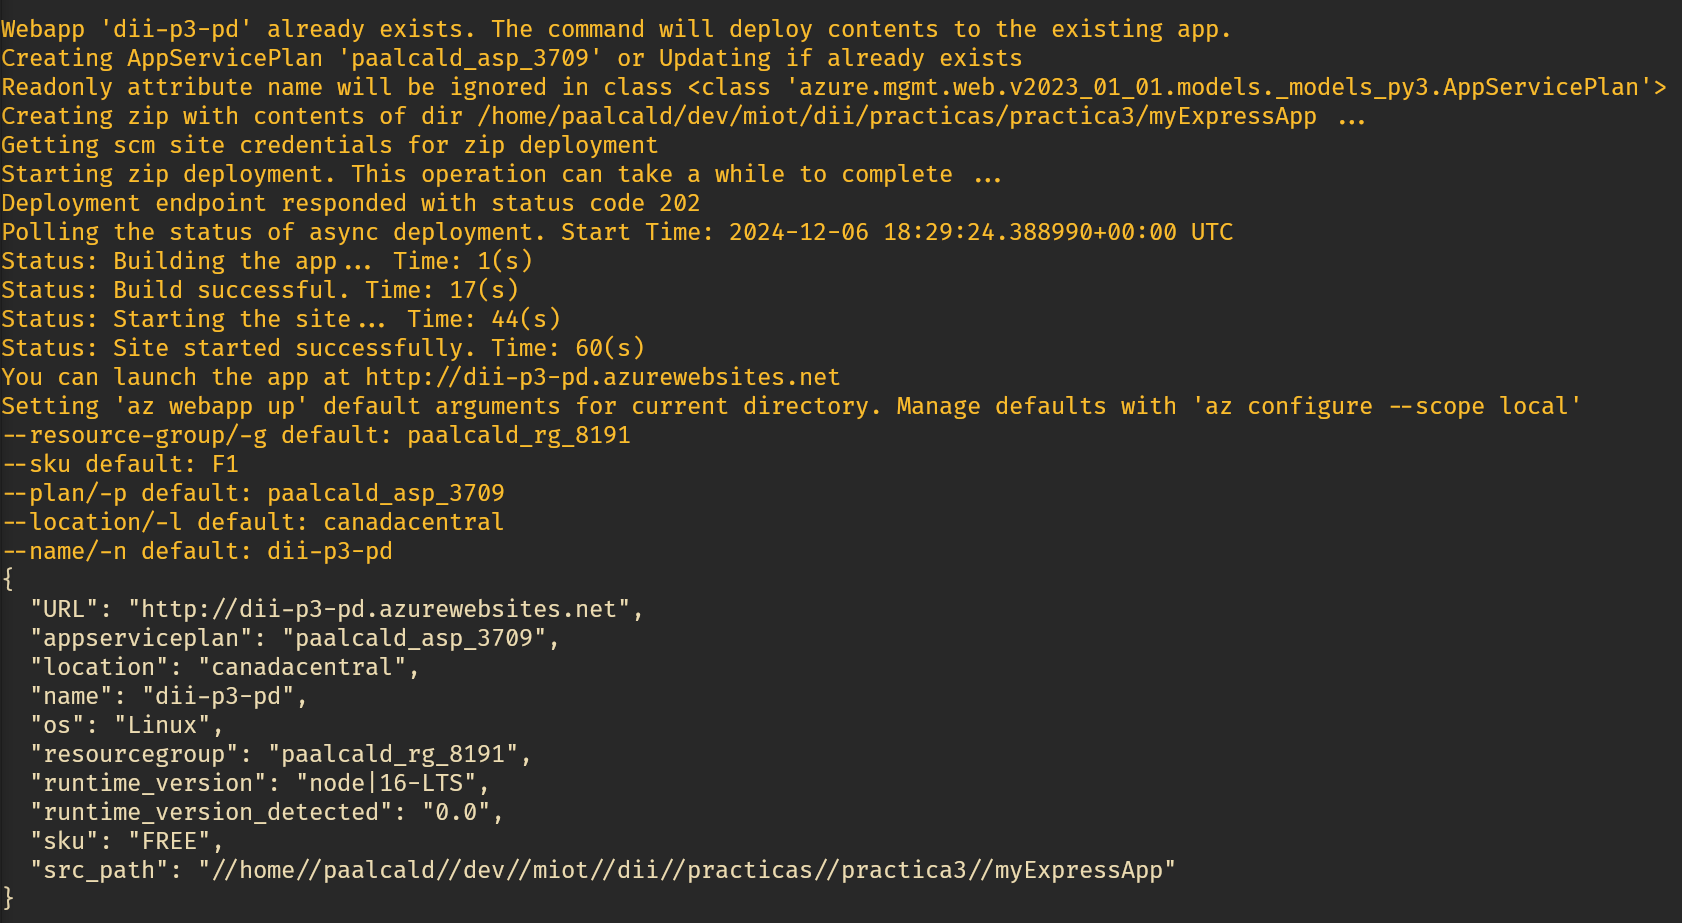 Webapp 'dii-p3-pd' already exists. The command will deploy contents to the existing app.
Creating AppServicePlan 'paalcald_asp_3709' or Updating if already exists
Readonly attribute name will be ignored in class <class 'azure.mgmt.web.v2023_01_01.models._models_py3.AppServicePlan'>
Creating zip with contents of dir /home/paalcald/dev/miot/dii/practicas/practica3/myExpressApp ...
Getting scm site credentials for zip deployment
Starting zip deployment. This operation can take a while to complete ...
Deployment endpoint responded with status code 202
Polling the status of async deployment. Start Time: 2024-12-06 18:29:24.388990+00:00 UTC
Status: Building the app... Time: 1(s)
Status: Build successful. Time: 17(s)
Status: Starting the site... Time: 44(s)
Status: Site started successfully. Time: 60(s)
You can launch the app at http://dii-p3-pd.azurewebsites.net
Setting 'az webapp up' default arguments for current directory. Manage defaults with 'az configure --scope local'
--resource-group/-g default: paalcald_rg_8191
--sku default: F1
--plan/-p default: paalcald_asp_3709
--location/-l default: canadacentral
--name/-n default: dii-p3-pd
{
  "URL": "http://dii-p3-pd.azurewebsites.net",
  "appserviceplan": "paalcald_asp_3709",
  "location": "canadacentral",
  "name": "dii-p3-pd",
  "os": "Linux",
  "resourcegroup": "paalcald_rg_8191",
  "runtime_version": "node|16-LTS",
  "runtime_version_detected": "0.0",
  "sku": "FREE",
  "src_path": "//home//paalcald//dev//miot//dii//practicas//practica3//myExpressApp"
}